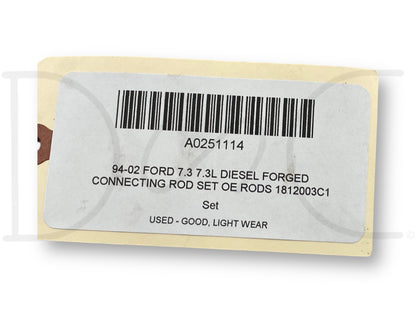 A0251114
94-02 FORD 7.3 7.3L DIESEL FORGED
CONNECTING ROD SET OE RODS 1812003C1
Set
USED - GOOD, LIGHT WEAR